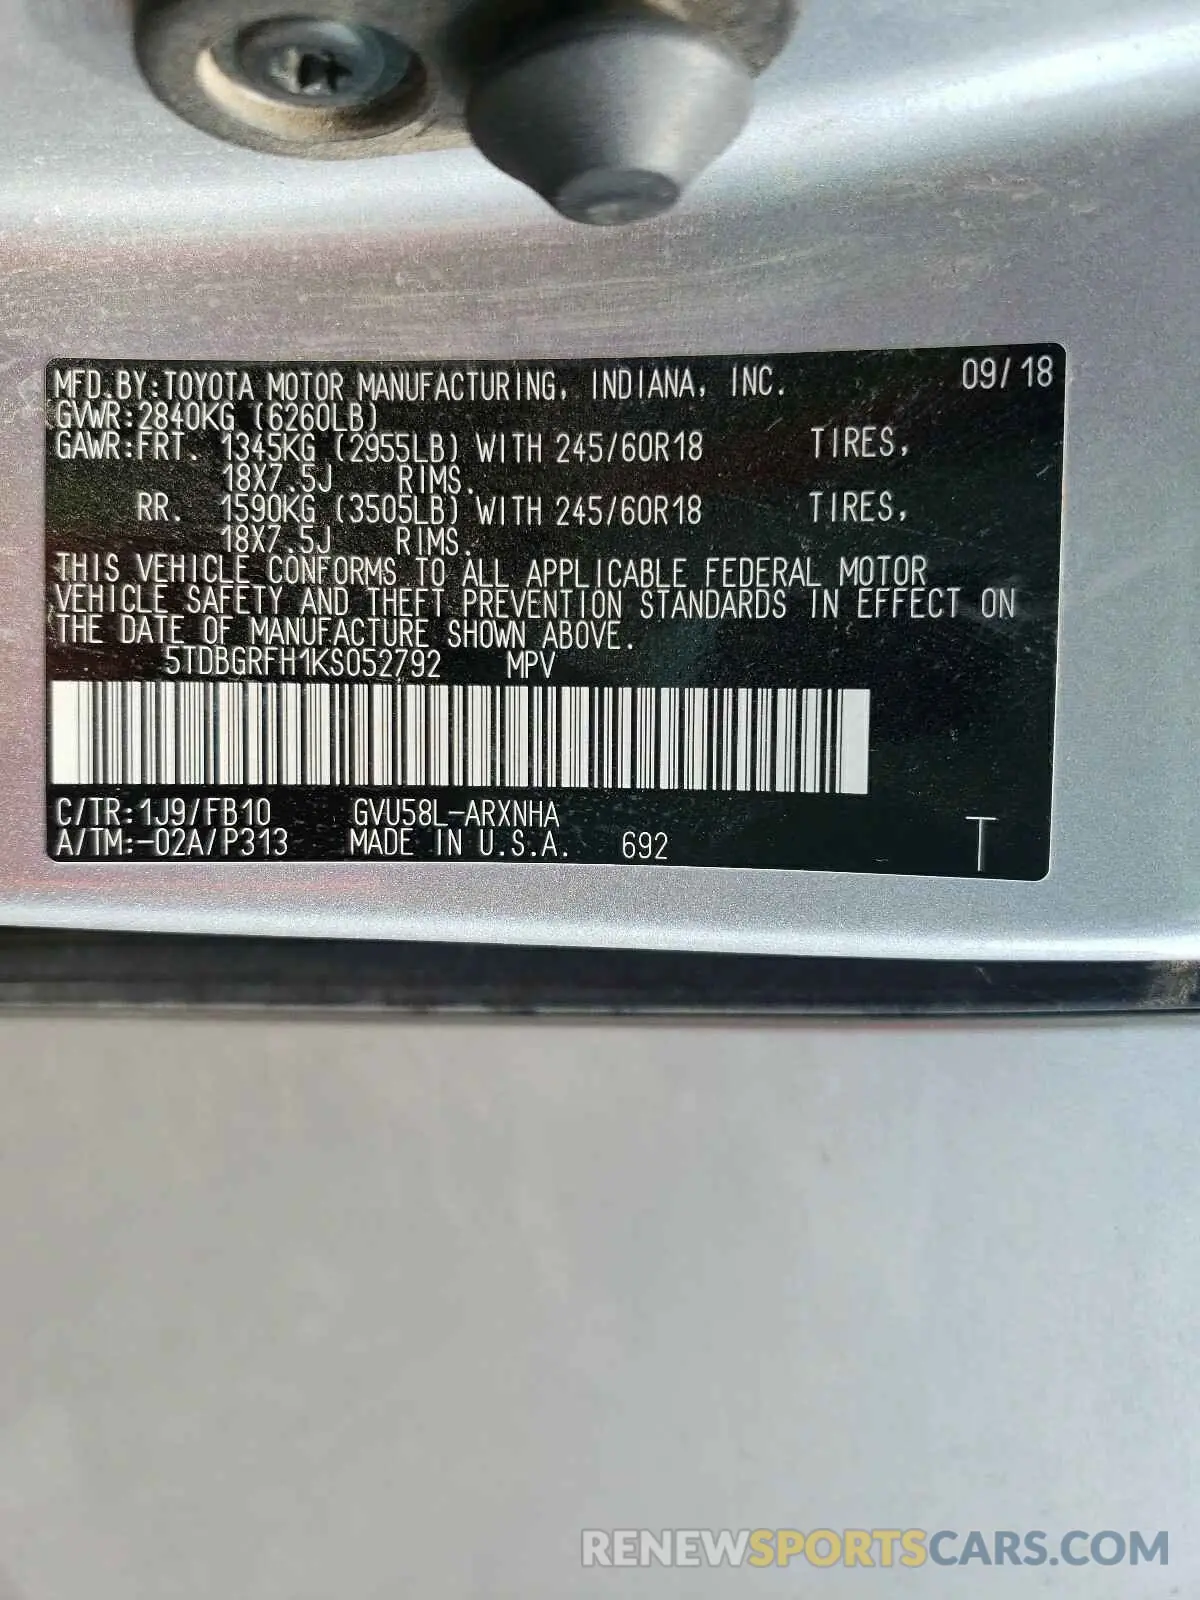 MFD.BY:TOYOTA MOTOR MANUFACTURING, INDIANA, INC. 09/18
GVWR:2840KG (6260LB)
GAWR:FRT. 1345KG (2955LB) WITH 245/60R18 TIRES,
18X7.5J RIMS.
RR. 1590KG (3505LB) WITH 245/60R18 TIRES,
18X7.5J RIMS.
THIS VEHICLE CONFORMS TO ALL APPLICABLE FEDERAL MOTOR
VEHICLE SAFETY AND THEFT PREVENTION STANDARDS IN EFFECT ON
THE DATE OF MANUFACTURE SHOWN ABOVE.
5TDBGRFH1KS052792 MPV
C/TR:1J9/FB10 GVU58L-ARXNHA
A/TM:-02A/P313 MADE IN U.S.A. 692 T
RENEWSPORTSCARS.COM